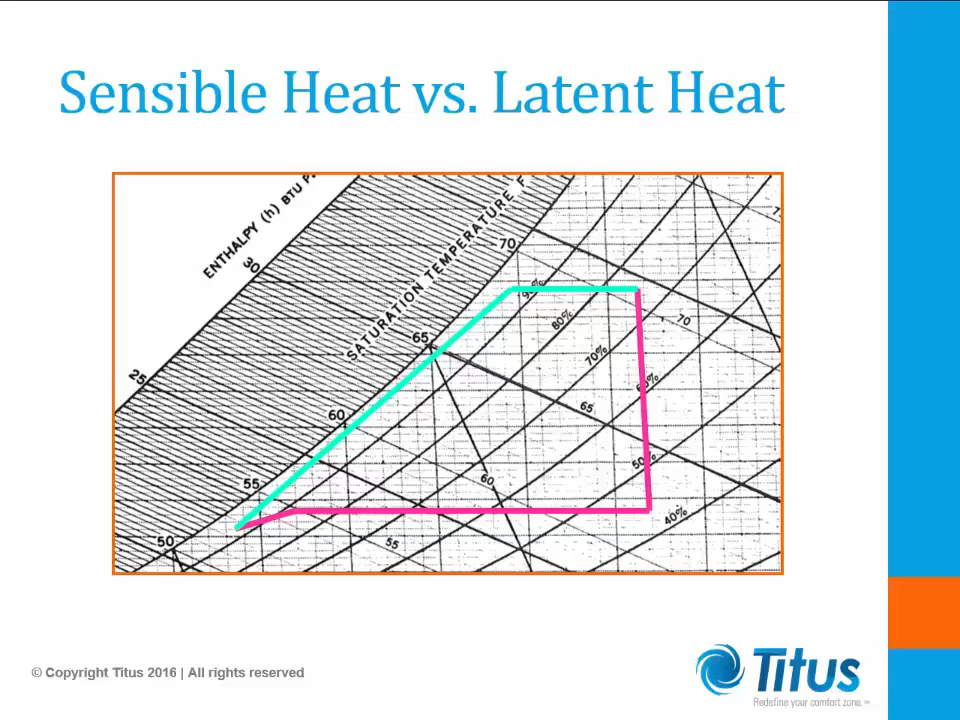 Sensible Heat vs. Latent Heat
ENTHALPY (h) BTU P
SATURATION TEMPERATURE F
30
25
70
65
60
55
50
90%
80%
70%
60%
50%
40%
70
65
60
55
© Copyright Titus 2016 | All rights reserved
Titus
Redefine your comfort zone.™